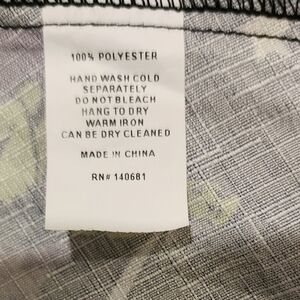 100% POLYESTER
HAND WASH COLD
SEPARATELY
DO NOT BLEACH
HANG TO DRY
WARM IRON
CAN BE DRY CLEANED
MADE IN CHINA
RN# 140681